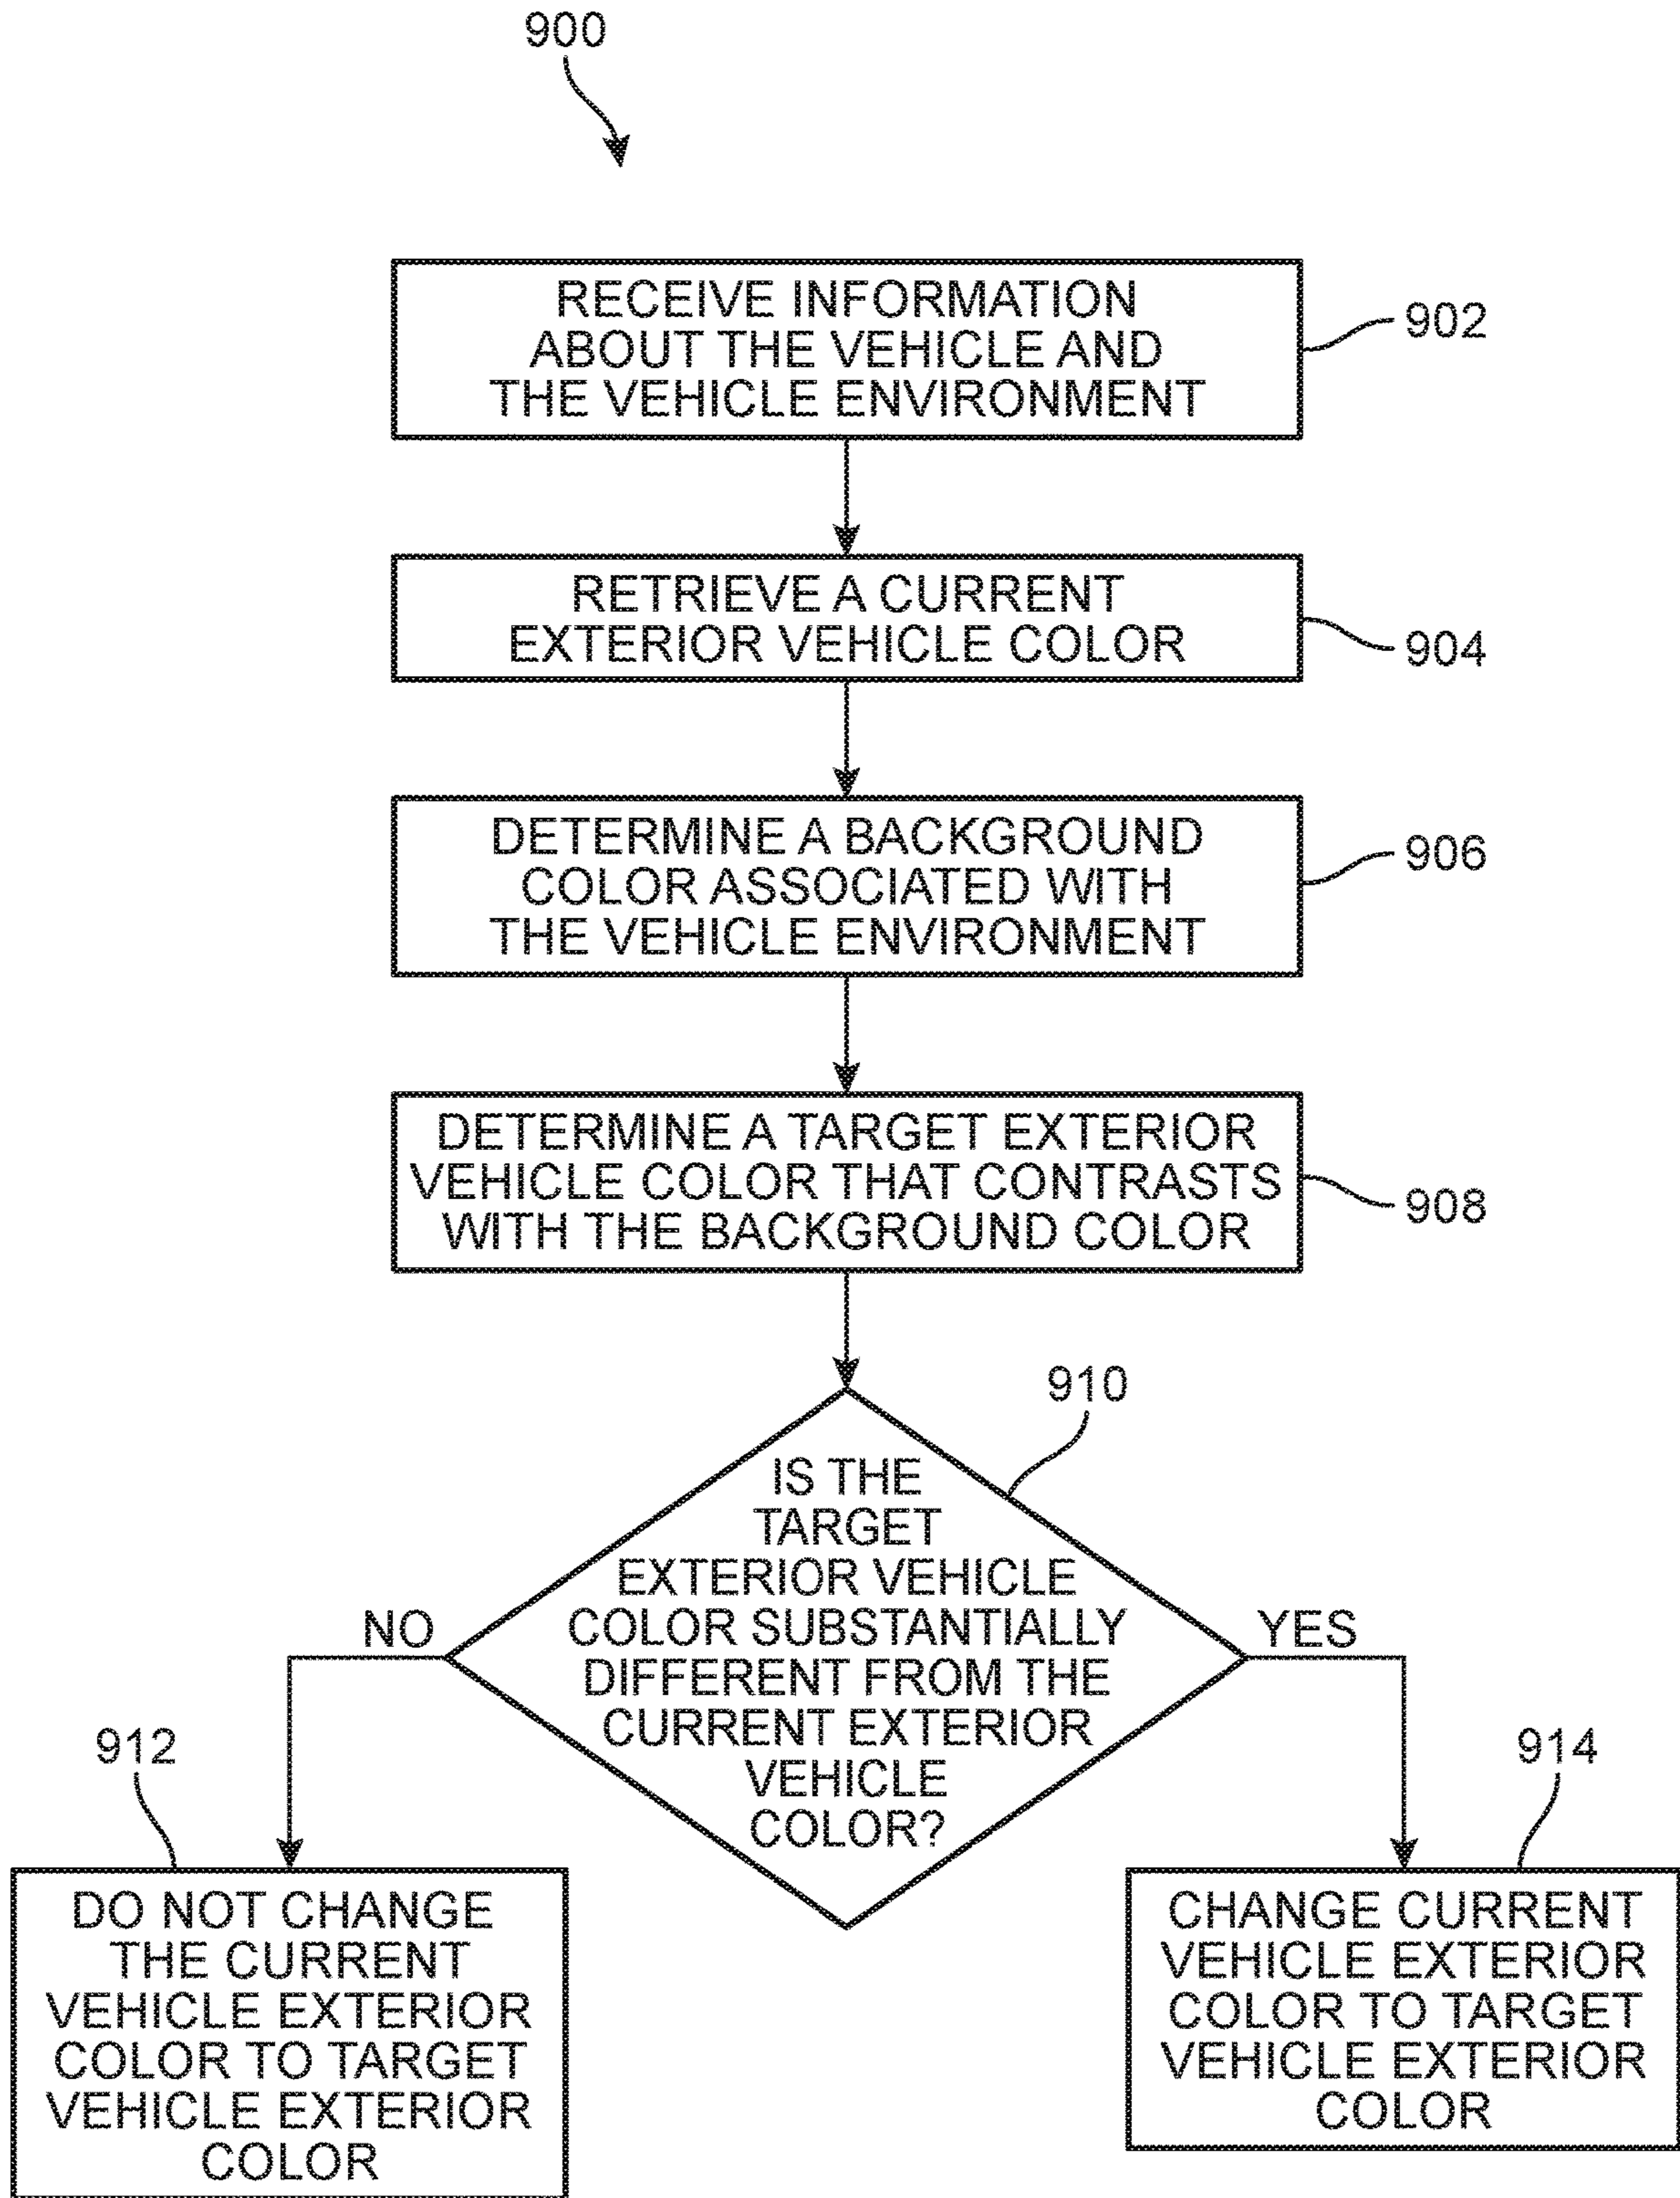 900
RECEIVE INFORMATION
ABOUT THE VEHICLE AND
THE VEHICLE ENVIRONMENT
902
RETRIEVE A CURRENT
EXTERIOR VEHICLE COLOR
904
DETERMINE A BACKGROUND
COLOR ASSOCIATED WITH
THE VEHICLE ENVIRONMENT
906
DETERMINE A TARGET EXTERIOR
VEHICLE COLOR THAT CONTRASTS
WITH THE BACKGROUND COLOR
908
910
IS THE
TARGET
EXTERIOR VEHICLE
COLOR SUBSTANTIALLY
DIFFERENT FROM THE
CURRENT EXTERIOR
VEHICLE
COLOR?
NO
YES
912
DO NOT CHANGE
THE CURRENT
VEHICLE EXTERIOR
COLOR TO TARGET
VEHICLE EXTERIOR
COLOR
914
CHANGE CURRENT
VEHICLE EXTERIOR
COLOR TO TARGET
VEHICLE EXTERIOR
COLOR